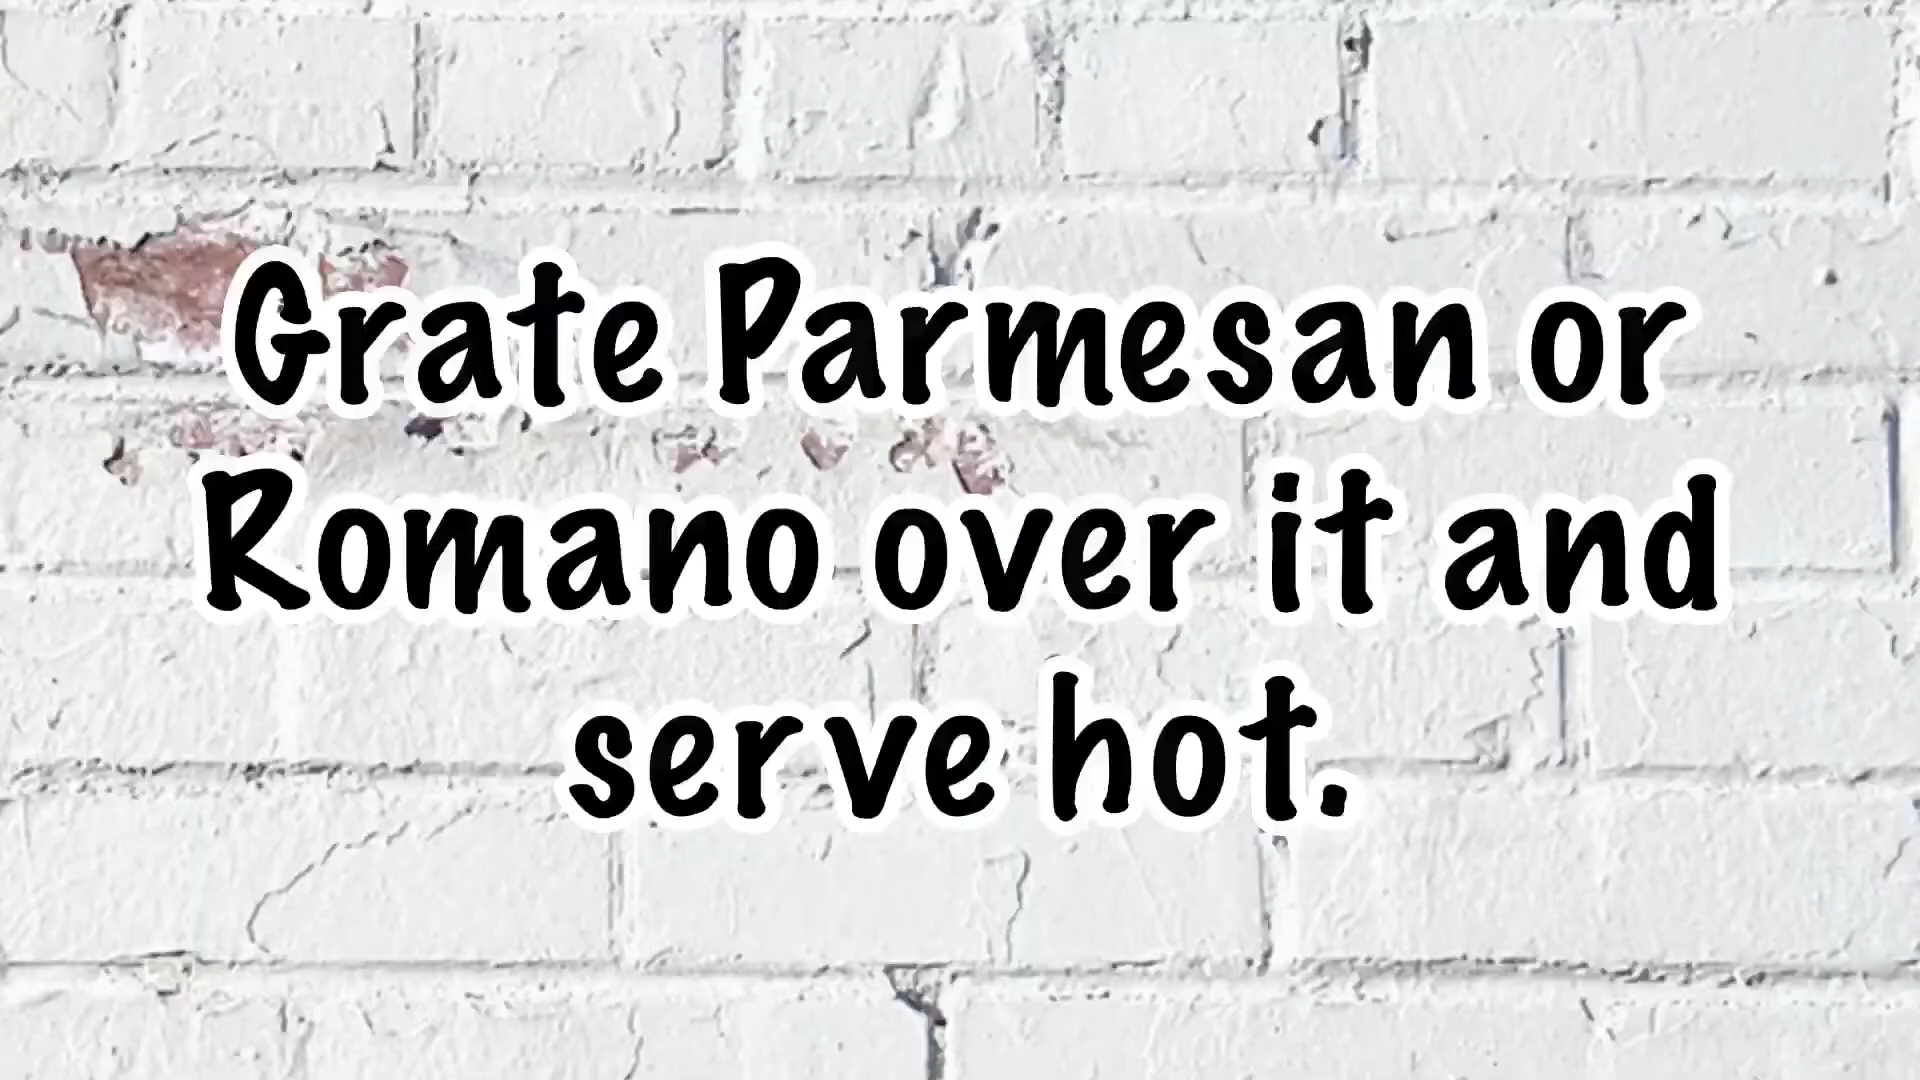 Grate Parmesan or
Romano over it and
serve hot.